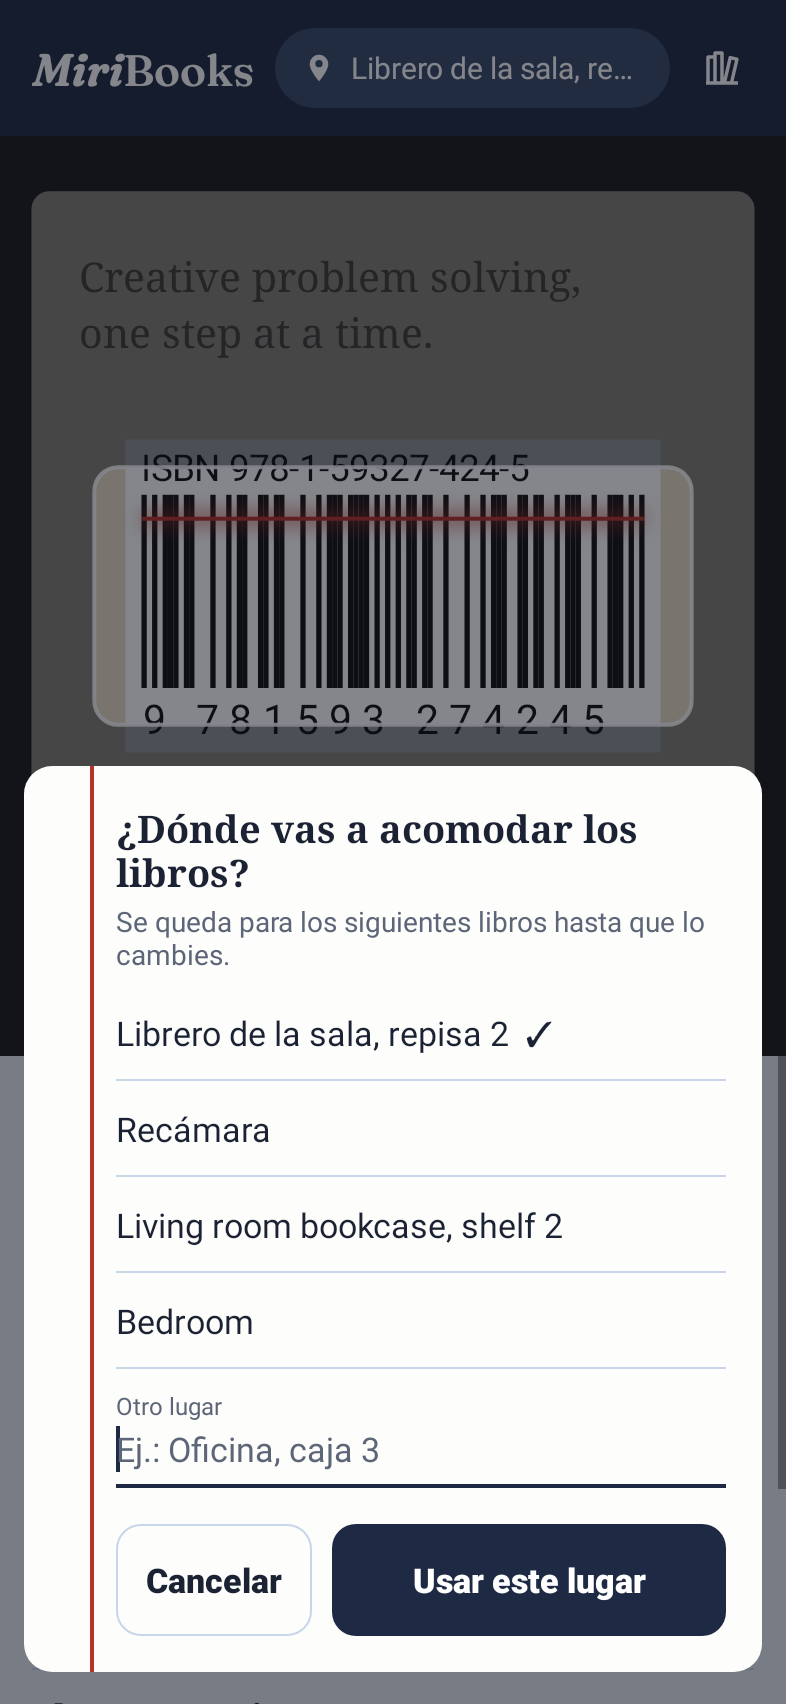 MiriBooks
Librero de la sala, re...
Creative problem solving,
one step at a time.
ISBN 978-1-59327-424-5
9 781593 274245
¿Dónde vas a acomodar los
libros?
Se queda para los siguientes libros hasta que lo
cambies.
Librero de la sala, repisa 2 ✓
Recámara
Living room bookcase, shelf 2
Bedroom
Otro lugar
Ej.: Oficina, caja 3
Cancelar
Usar este lugar